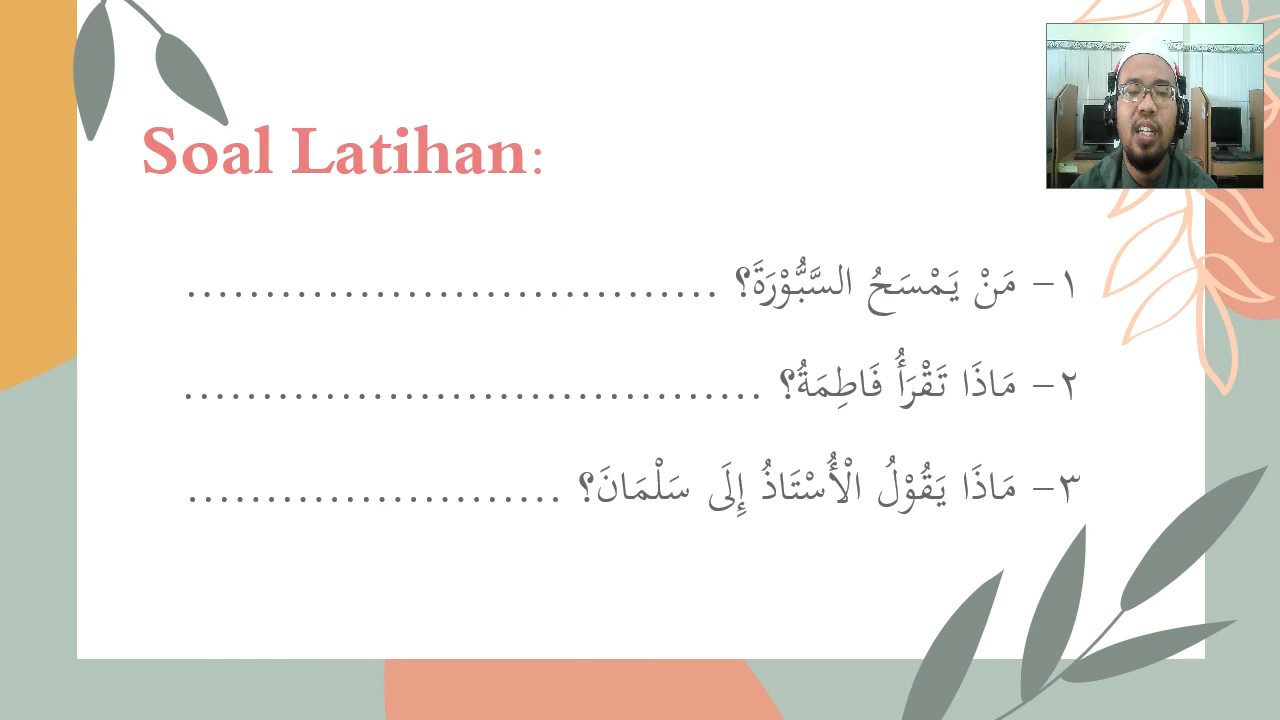 Soal Latihan:
١- مَنْ يَمْسَحُ السَّبُّوْرَةَ؟ .................................
٢- مَاذَا تَقْرَأُ فَاطِمَةُ؟ .....................................
٣- مَاذَا يَقُوْلُ الْأُسْتَاذُ إِلَى سَلْمَانَ؟ ........................